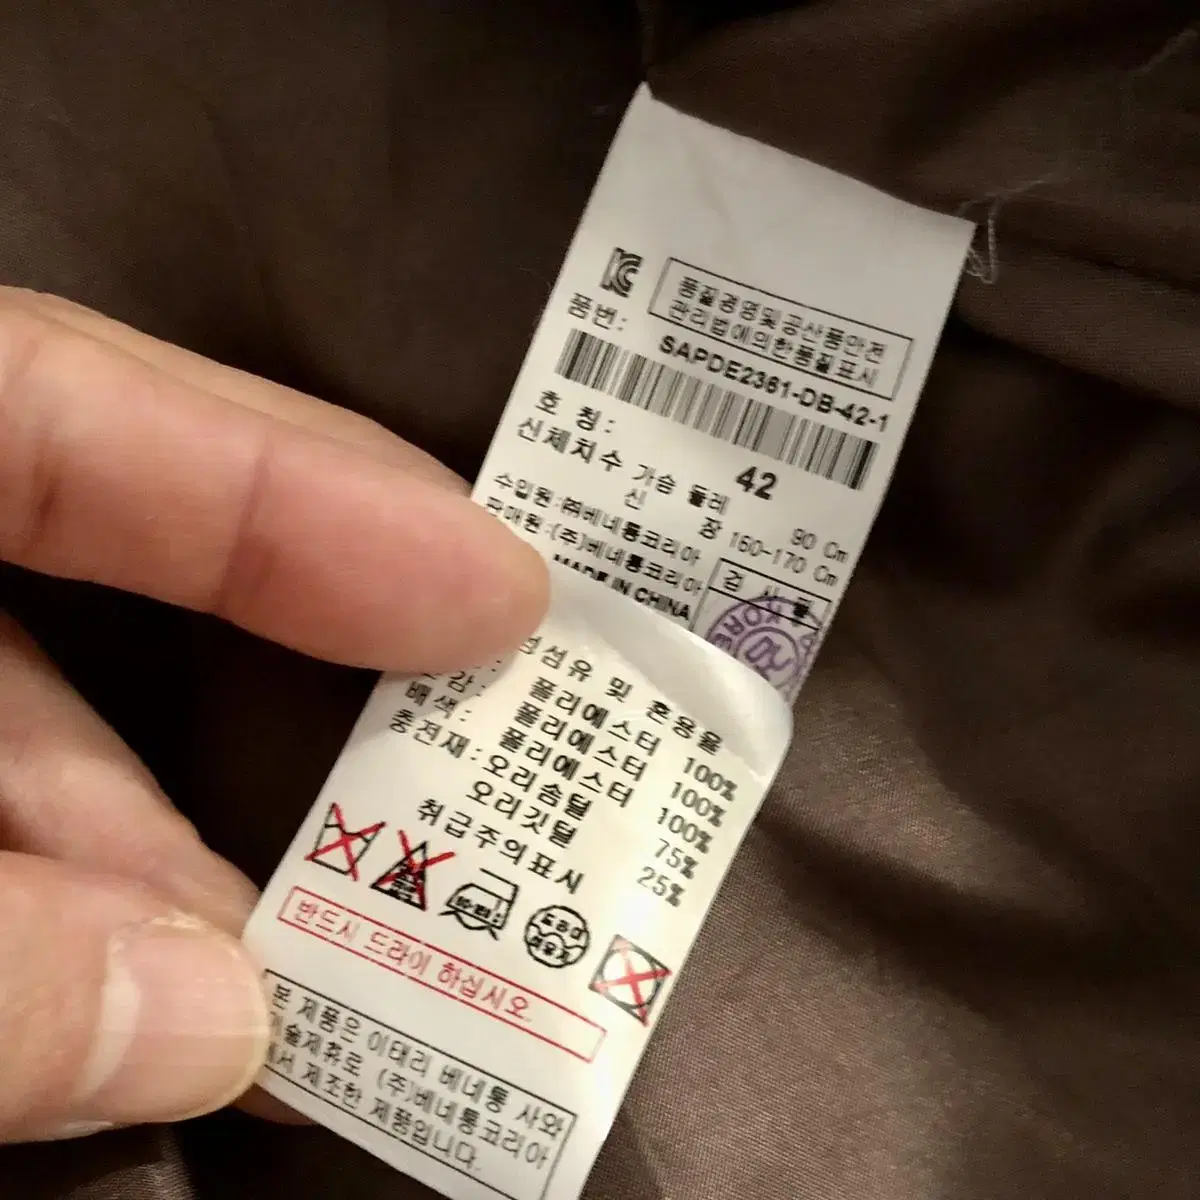 품질경영및공산품안전
관리법에의한품질표시
품번:
SAPDE2361-DB-42-1
호 칭: 42
신체치수 가슴 둘레 90 Cm
신 장 160-170 Cm
수입원:㈜베네통코리아
판매원:(주)베네통코리아
MADE IN CHINA
검 사 필
섬유 및 혼용율
폴리에스터 100%
감: 폴리에스터 100%
배색: 폴리에스터 100%
충전재: 오리솜털 75%
오리깃털 25%
취급주의표시
드라이
반드시 드라이 하십시오.
본 제품은 이태리 베네통 사와
기술제휴로 (주)베네통코리아
에서 제조한 제품입니다.